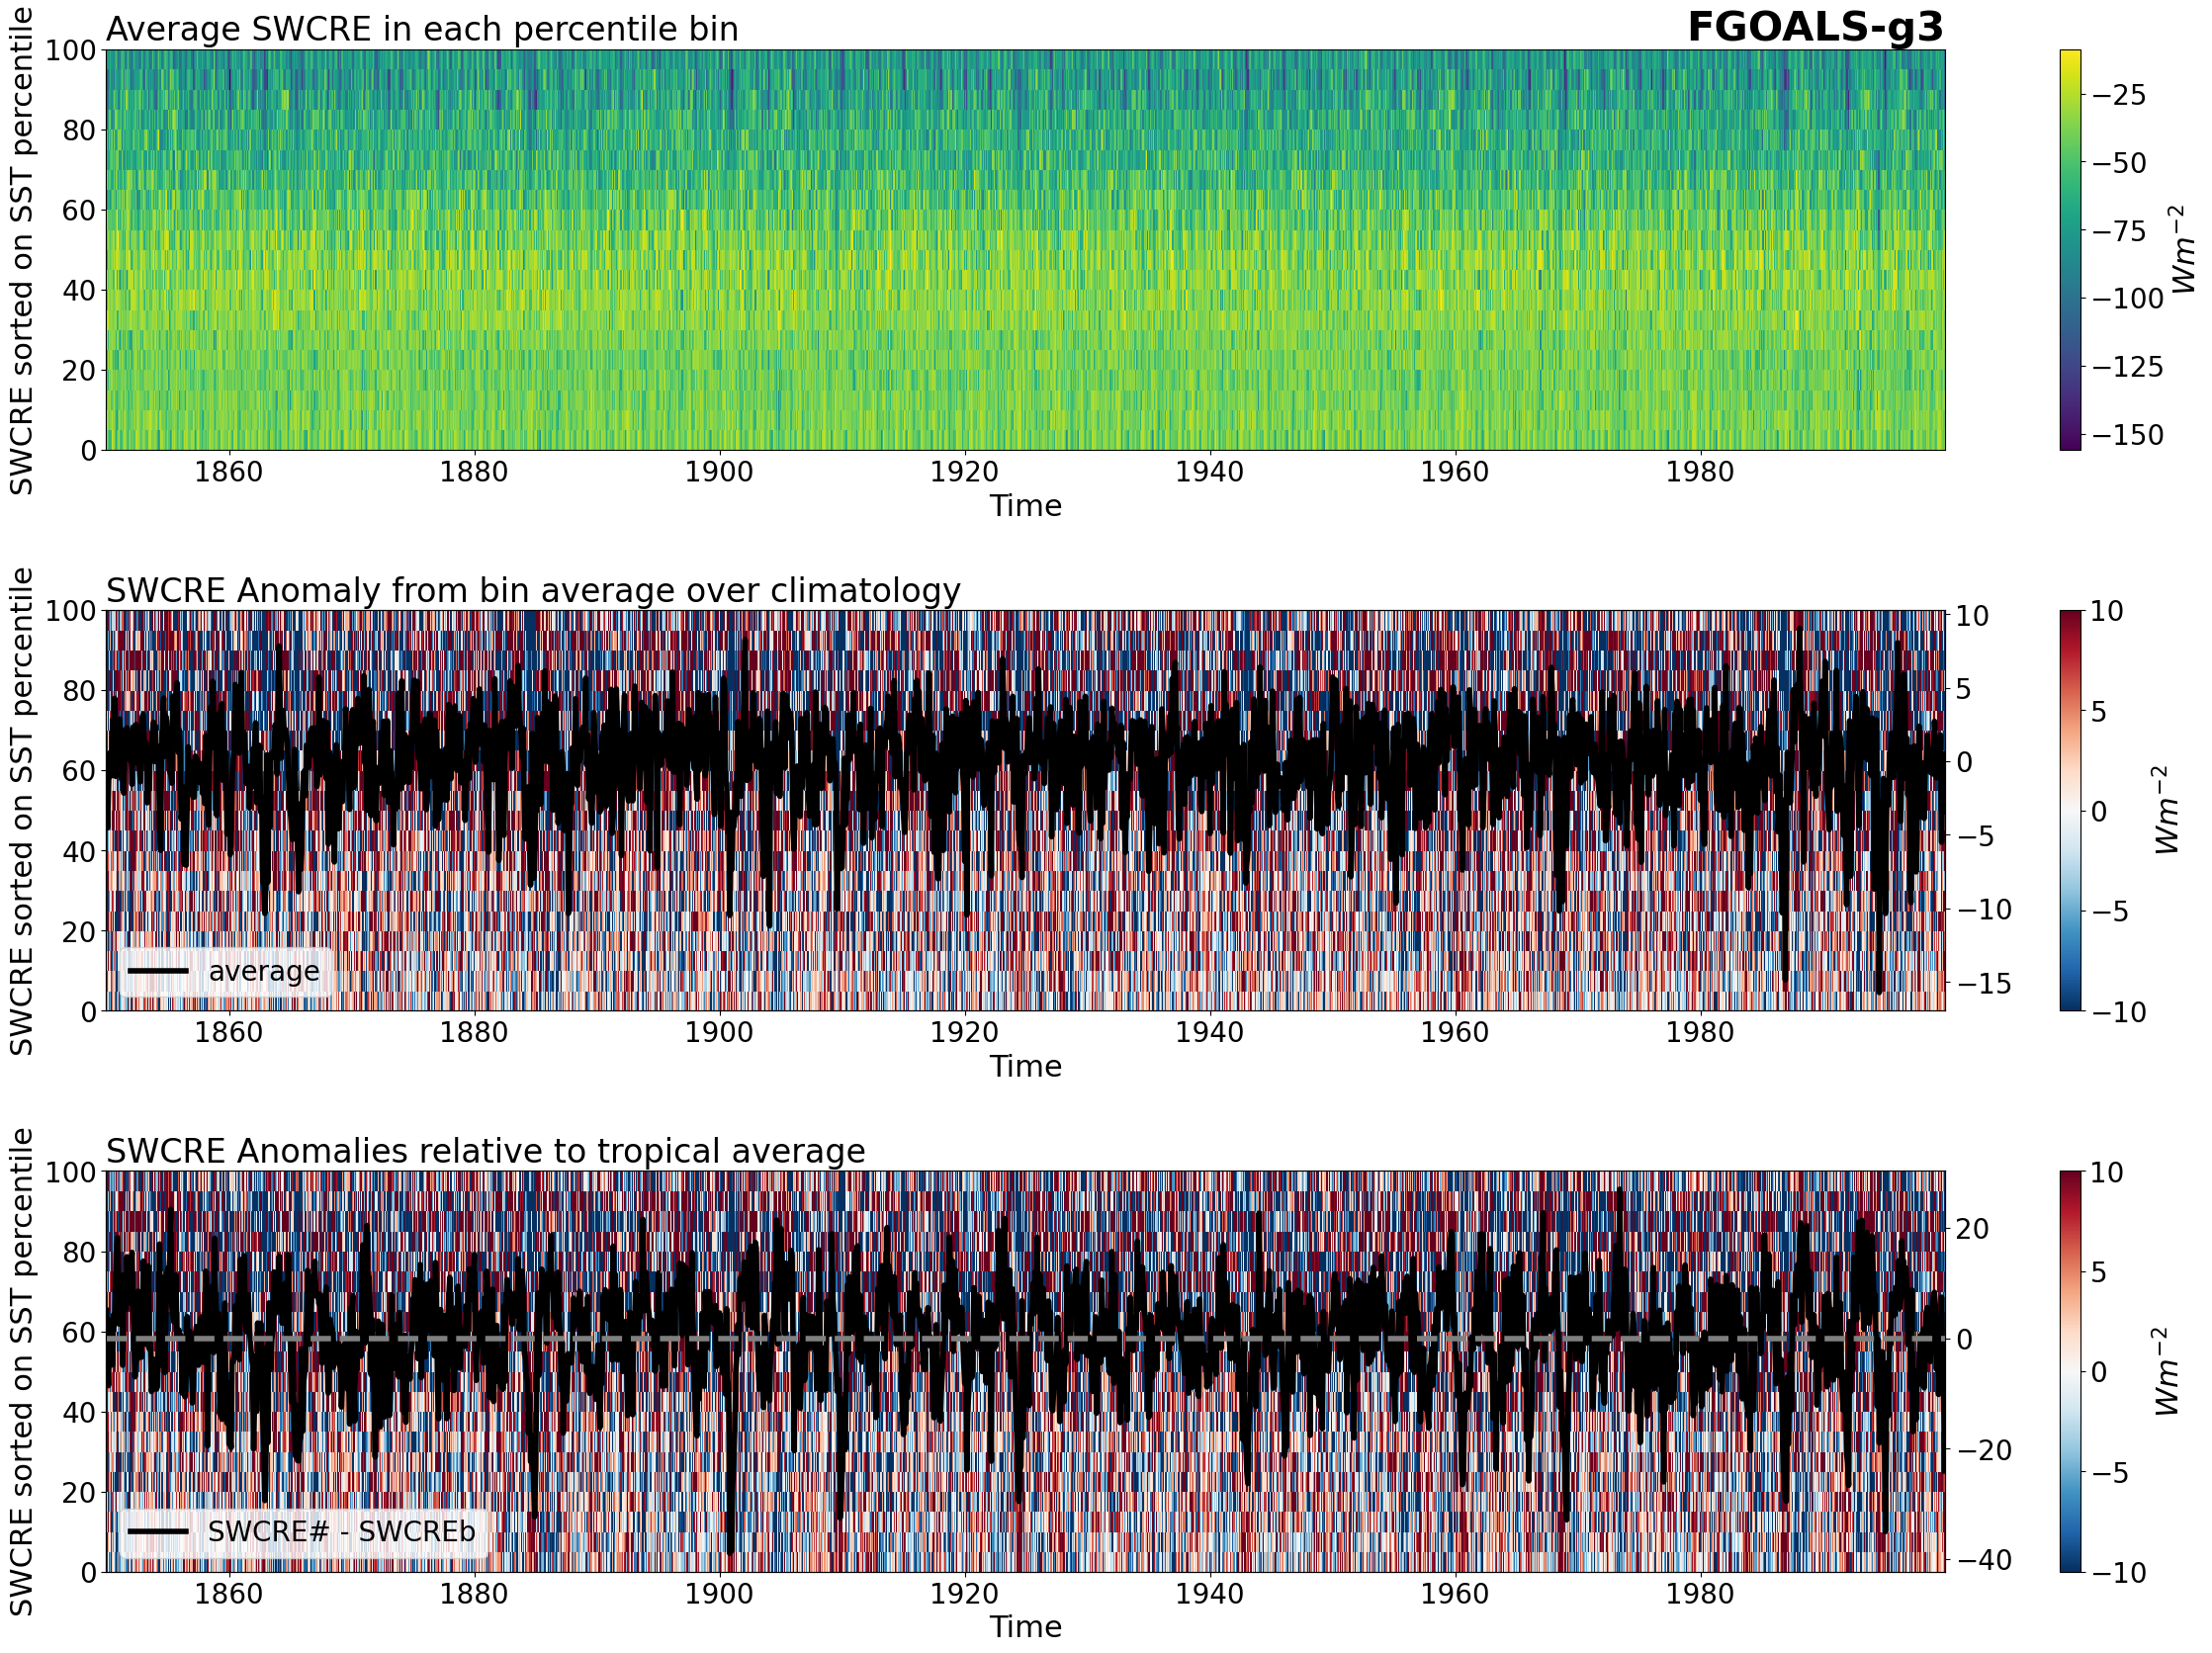 Average SWCRE in each percentile bin
FGOALS-g3
SWCRE sorted on SST percentile
100
80
60
40
20
0
1860 1880 1900 1920 1940 1960 1980
Time
−25
−50
−75
−100
−125
−150
Wm−2
SWCRE Anomaly from bin average over climatology
SWCRE sorted on SST percentile
100
80
60
40
20
0
average
1860 1880 1900 1920 1940 1960 1980
Time
10
5
0
−5
−10
−15
10
5
0
−5
−10
Wm−2
SWCRE Anomalies relative to tropical average
SWCRE sorted on SST percentile
100
80
60
40
20
0
SWCRE# - SWCREb
1860 1880 1900 1920 1940 1960 1980
Time
20
0
−20
−40
10
5
0
−5
−10
Wm−2